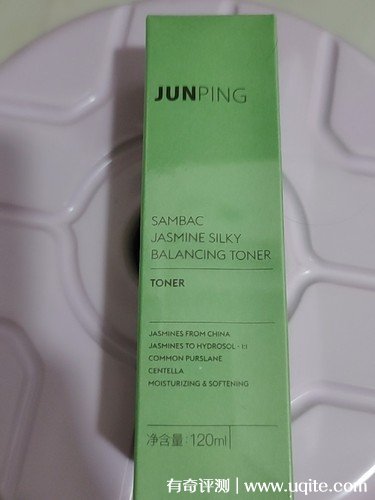 JUNPING
SAMBAC
JASMINE SILKY
BALANCING TONER
TONER
JASMINES FROM CHINA
JASMINES TO HYDROSOL · 1:1
COMMON PURSLANE
CENTELLA
MOISTURIZING & SOFTENING
净含量:120ml
有奇评测 | www.uqite.com